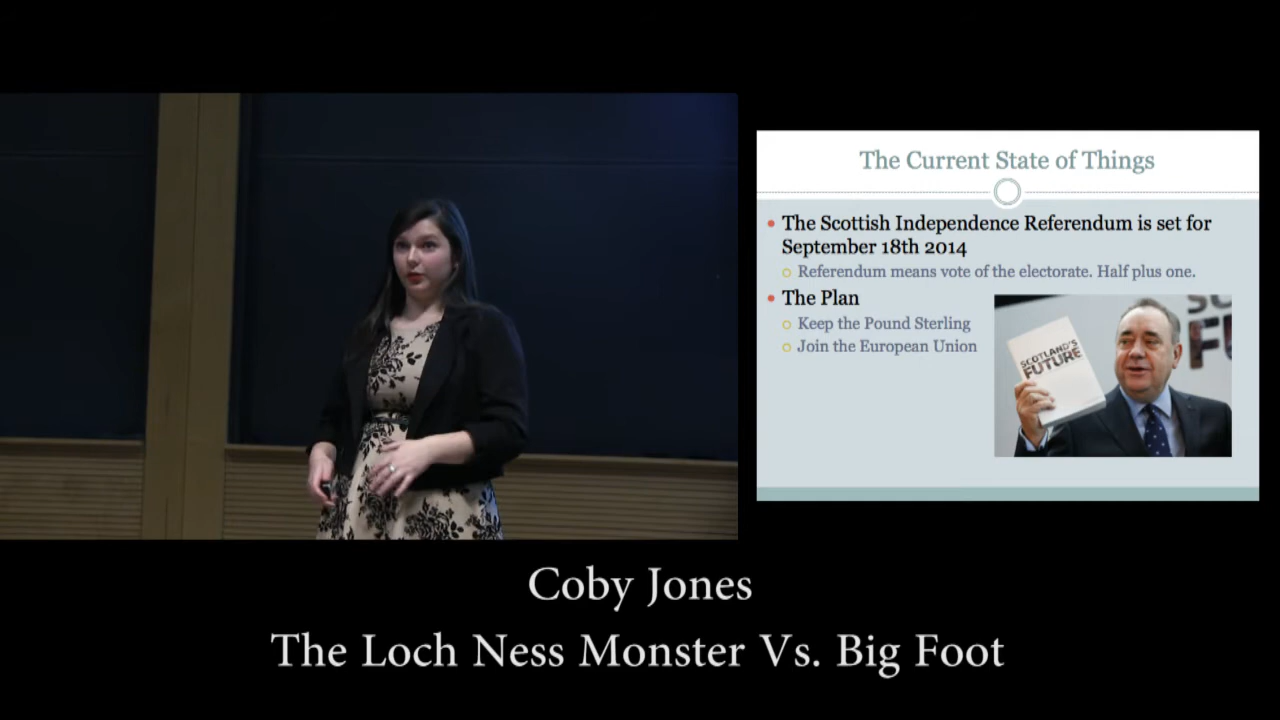 The Current State of Things
The Scottish Independence Referendum is set for
September 18th 2014
Referendum means vote of the electorate. Half plus one.
The Plan
Keep the Pound Sterling
Join the European Union
SCOTLAND'S
FUTURE
SC
FU
Coby Jones
The Loch Ness Monster Vs. Big Foot